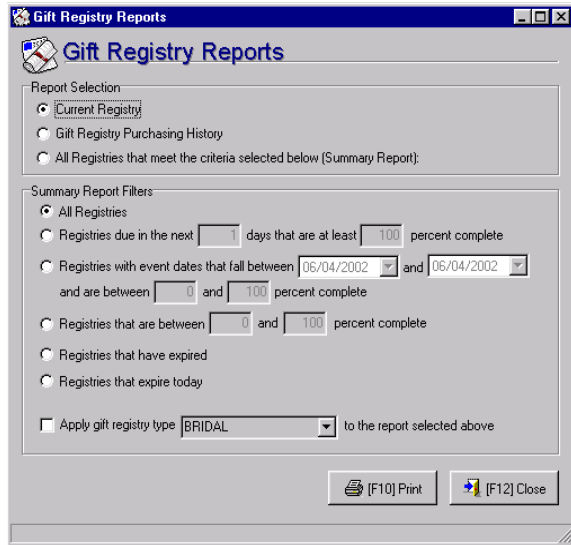 Gift Registry Reports
Gift Registry Reports
Report Selection
Current Registry
Gift Registry Purchasing History
All Registries that meet the criteria selected below (Summary Report):
Summary Report Filters
All Registries
Registries due in the next 1 days that are at least 100 percent complete
Registries with event dates that fall between 06/04/2002 and 06/04/2002
and are between 0 and 100 percent complete
Registries that are between 0 and 100 percent complete
Registries that have expired
Registries that expire today
Apply gift registry type BRIDAL to the report selected above
[F10] Print [F12] Close